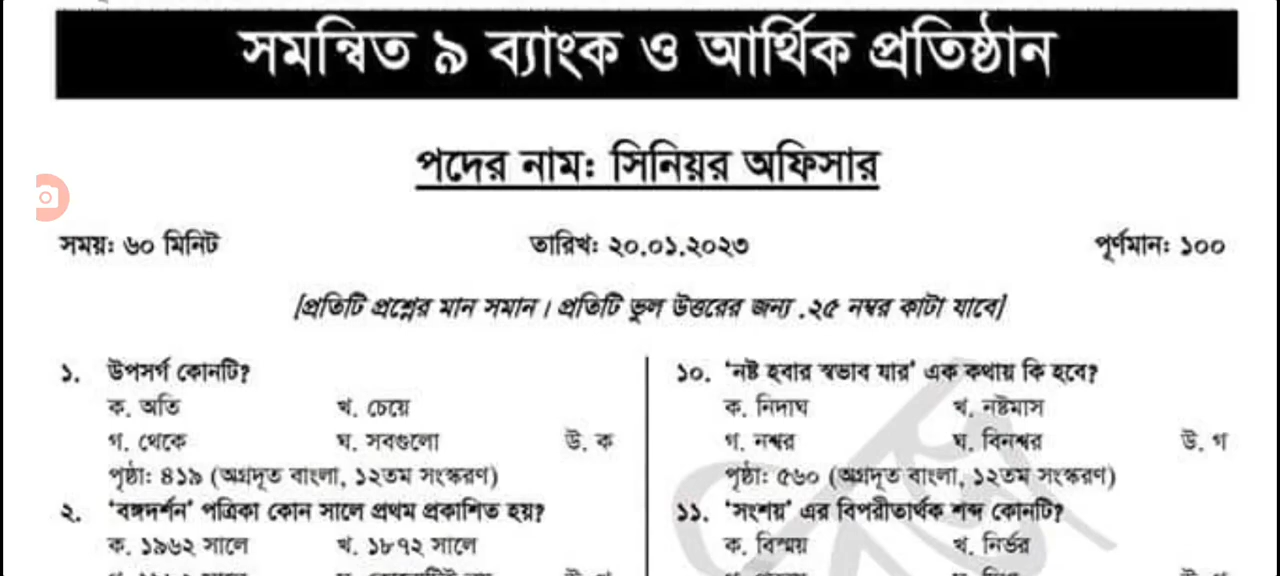 সমন্বিত ৯ ব্যাংক ও আর্থিক প্রতিষ্ঠান
পদের নাম: সিনিয়র অফিসার
সময়: ৬০ মিনিট তারিখ: ২০.০১.২০২৩ পূর্ণমান: ১০০
[প্রতিটি প্রশ্নের মান সমান। প্রতিটি ভুল উত্তরের জন্য .২৫ নম্বর কাটা যাবে]
১. উপসর্গ কোনটি?
ক. অতি খ. চেয়ে
গ. থেকে ঘ. সবগুলো উ. ক
পৃষ্ঠা: ৪১৯ (অগ্রদূত বাংলা, ১২তম সংস্করণ)
২. ‘বঙ্গদর্শন’ পত্রিকা কোন সালে প্রথম প্রকাশিত হয়?
ক. ১৯৬২ সালে খ. ১৮৭২ সালে
১০. ‘নষ্ট হবার স্বভাব যার’ এক কথায় কি হবে?
ক. নিদাঘ খ. নষ্টমাস
গ. নশ্বর ঘ. বিনশ্বর উ. গ
পৃষ্ঠা: ৫৬০ (অগ্রদূত বাংলা, ১২তম সংস্করণ)
১১. ‘সংশয়’ এর বিপরীতার্থক শব্দ কোনটি?
ক. বিস্ময় খ. নির্ভর